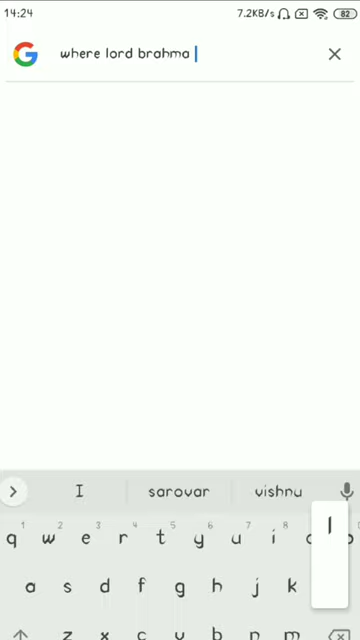 14:24 7.2KB/s 82
where lord brahma
I sarovar vishnu
1 2 3 4 5 6 7 8
q w e r t y u i
l
a s d f g h j k
z x c v b n m